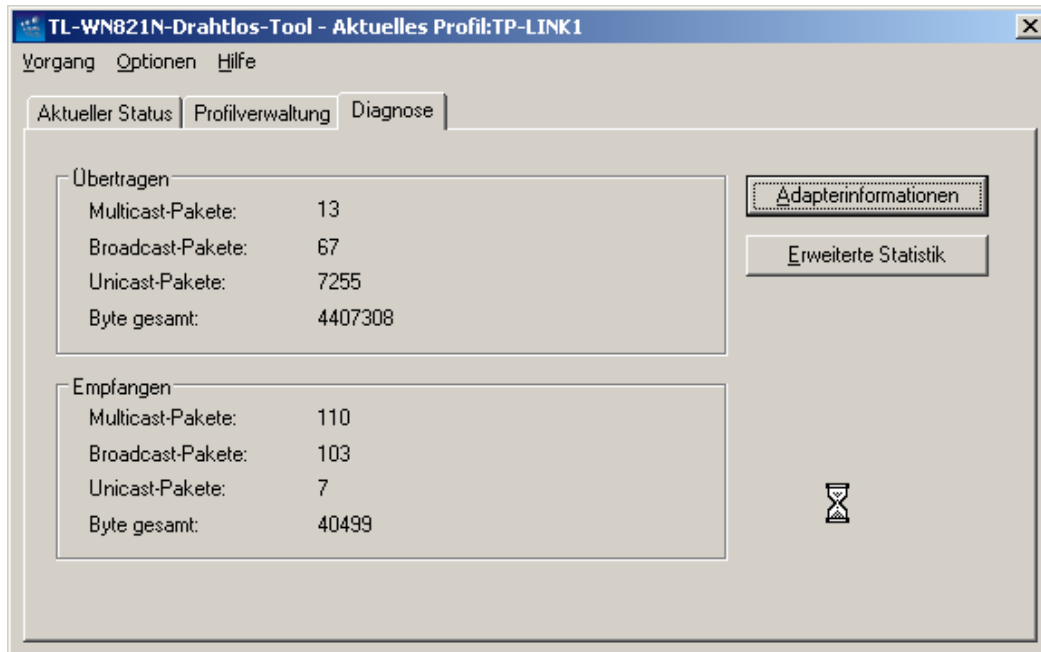 TL-WN821N-Drahtlos-Tool - Aktuelles Profil:TP-LINK1
Vorgang Optionen Hilfe
Aktueller Status Profilverwaltung Diagnose
Übertragen
Multicast-Pakete: 13
Broadcast-Pakete: 67
Unicast-Pakete: 7255
Byte gesamt: 4407308
Empfangen
Multicast-Pakete: 110
Broadcast-Pakete: 103
Unicast-Pakete: 7
Byte gesamt: 40499
Adapterinformationen
Erweiterte Statistik